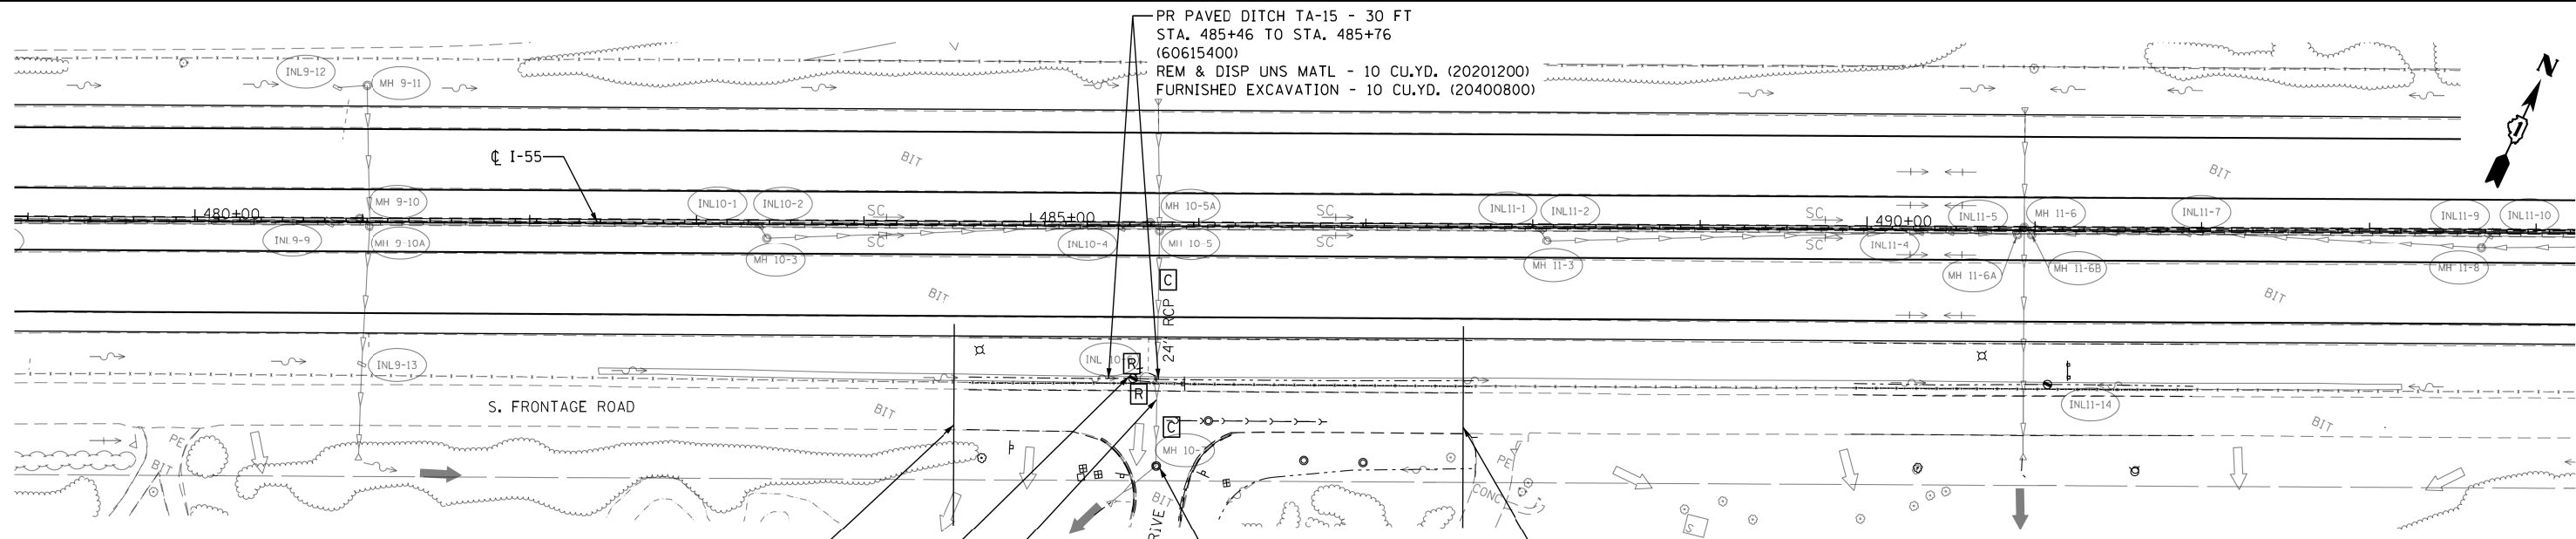 PR PAVED DITCH TA-15 - 30 FT
STA. 485+46 TO STA. 485+76
(60615400)
REM & DISP UNS MATL - 10 CU.YD. (20201200)
FURNISHED EXCAVATION - 10 CU.YD. (20400800)
N
INL9-12
MH 9-11
℄ I-55
BIT
BIT
MH 9-10
INL10-1
INL10-2
MH 10-5A
INL11-1
INL11-2
INL11-5
MH 11-6
INL11-7
INL11-9
INL11-10
480+00
SC
485+00
SC
SC
490+00
INL9-9
MH 9-10A
SC
INL10-4
MH 10-5
SC
SC
INL11-4
MH 10-3
MH 11-3
MH 11-6A
MH 11-6B
MH 11-8
C
BIT
BIT
24" RCP
INL9-13
R
R
S. FRONTAGE ROAD
BIT
INL11-14
BIT
C
PE
BIT
PE
CONC
BIT
S